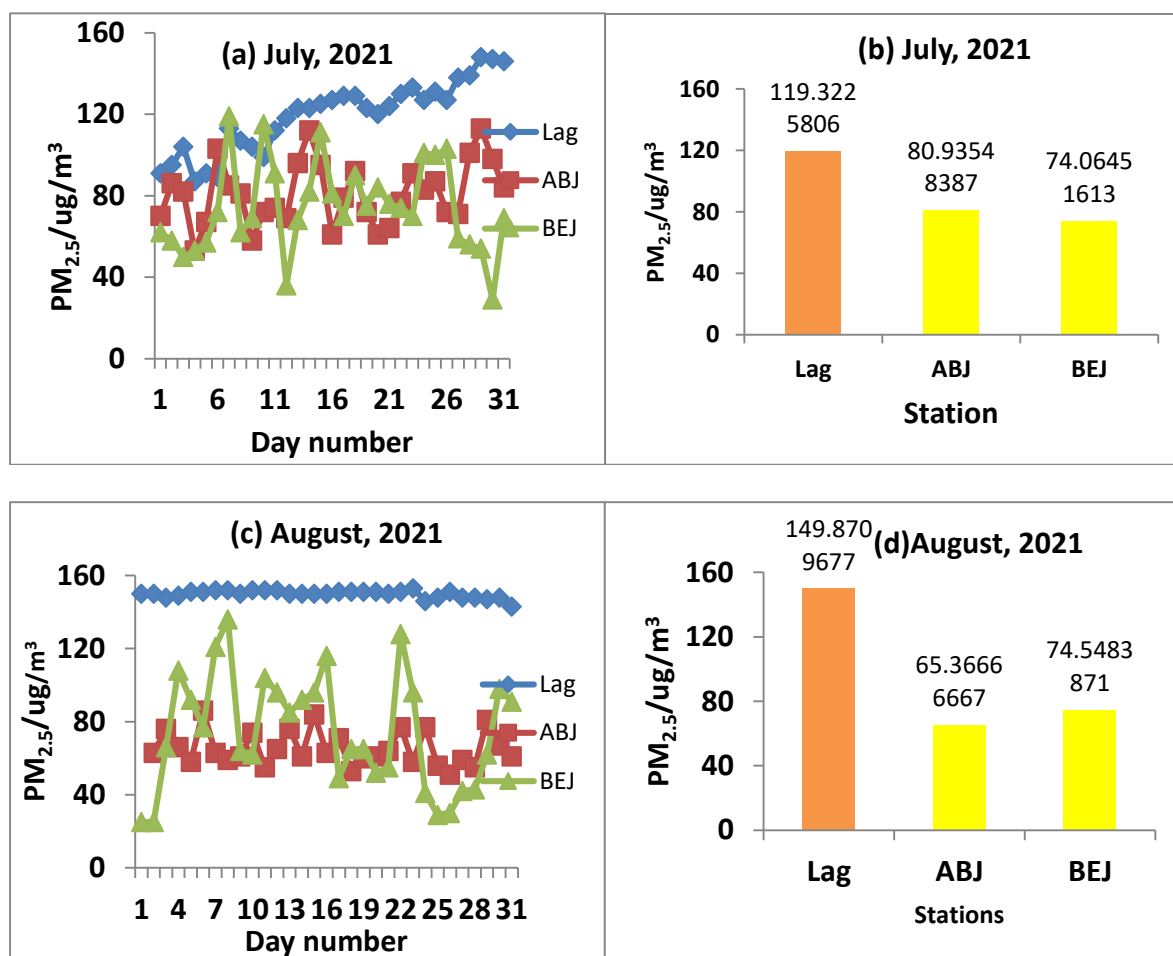 (a) July, 2021
PM2.5/ug/m³
160
120
80
40
0
1 6 11 16 21 26 31
Day number
Lag
ABJ
BEJ
(b) July, 2021
PM2.5/ug/m³
160
120
80
40
0
119.322
5806
80.9354
8387
74.0645
1613
Lag ABJ BEJ
Station
(c) August, 2021
PM2.5/ug/m³
160
120
80
40
0
1 4 7 10 13 16 19 22 25 28 31
Day number
Lag
ABJ
BEJ
(d)August, 2021
PM2.5/ug/m³
160
120
80
40
0
149.870
9677
65.3666
6667
74.5483
871
Lag ABJ BEJ
Stations